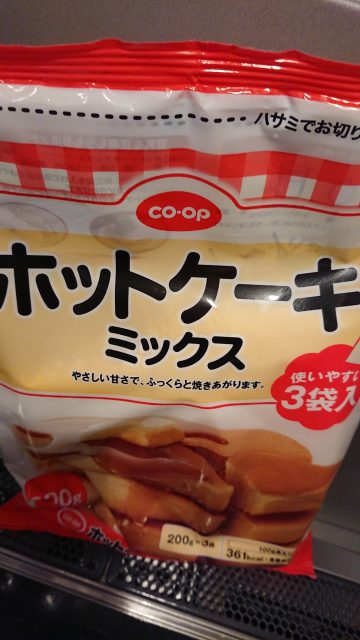 ハサミでお切り
CO・OP
ホットケーキ
ミックス
やさしい甘さで、ふっくらと焼きあがります。
使いやすい
3袋入
200g×3袋
361kcal